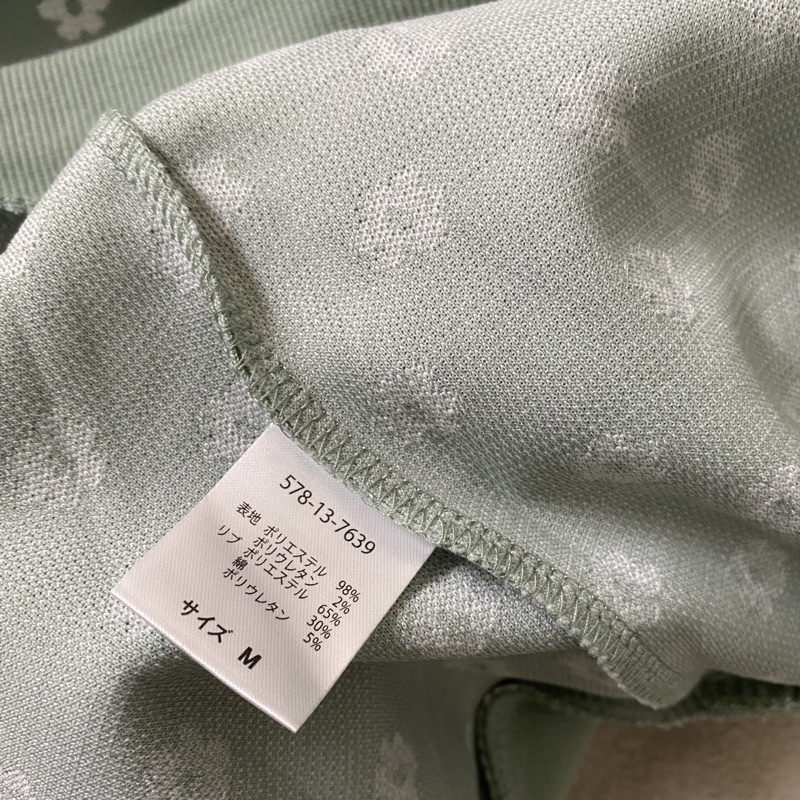 578-13-7639
表地 ポリエステル 98%
ポリウレタン 2%
リブ ポリエステル 65%
綿 30%
ポリウレタン 5%
サイズ M